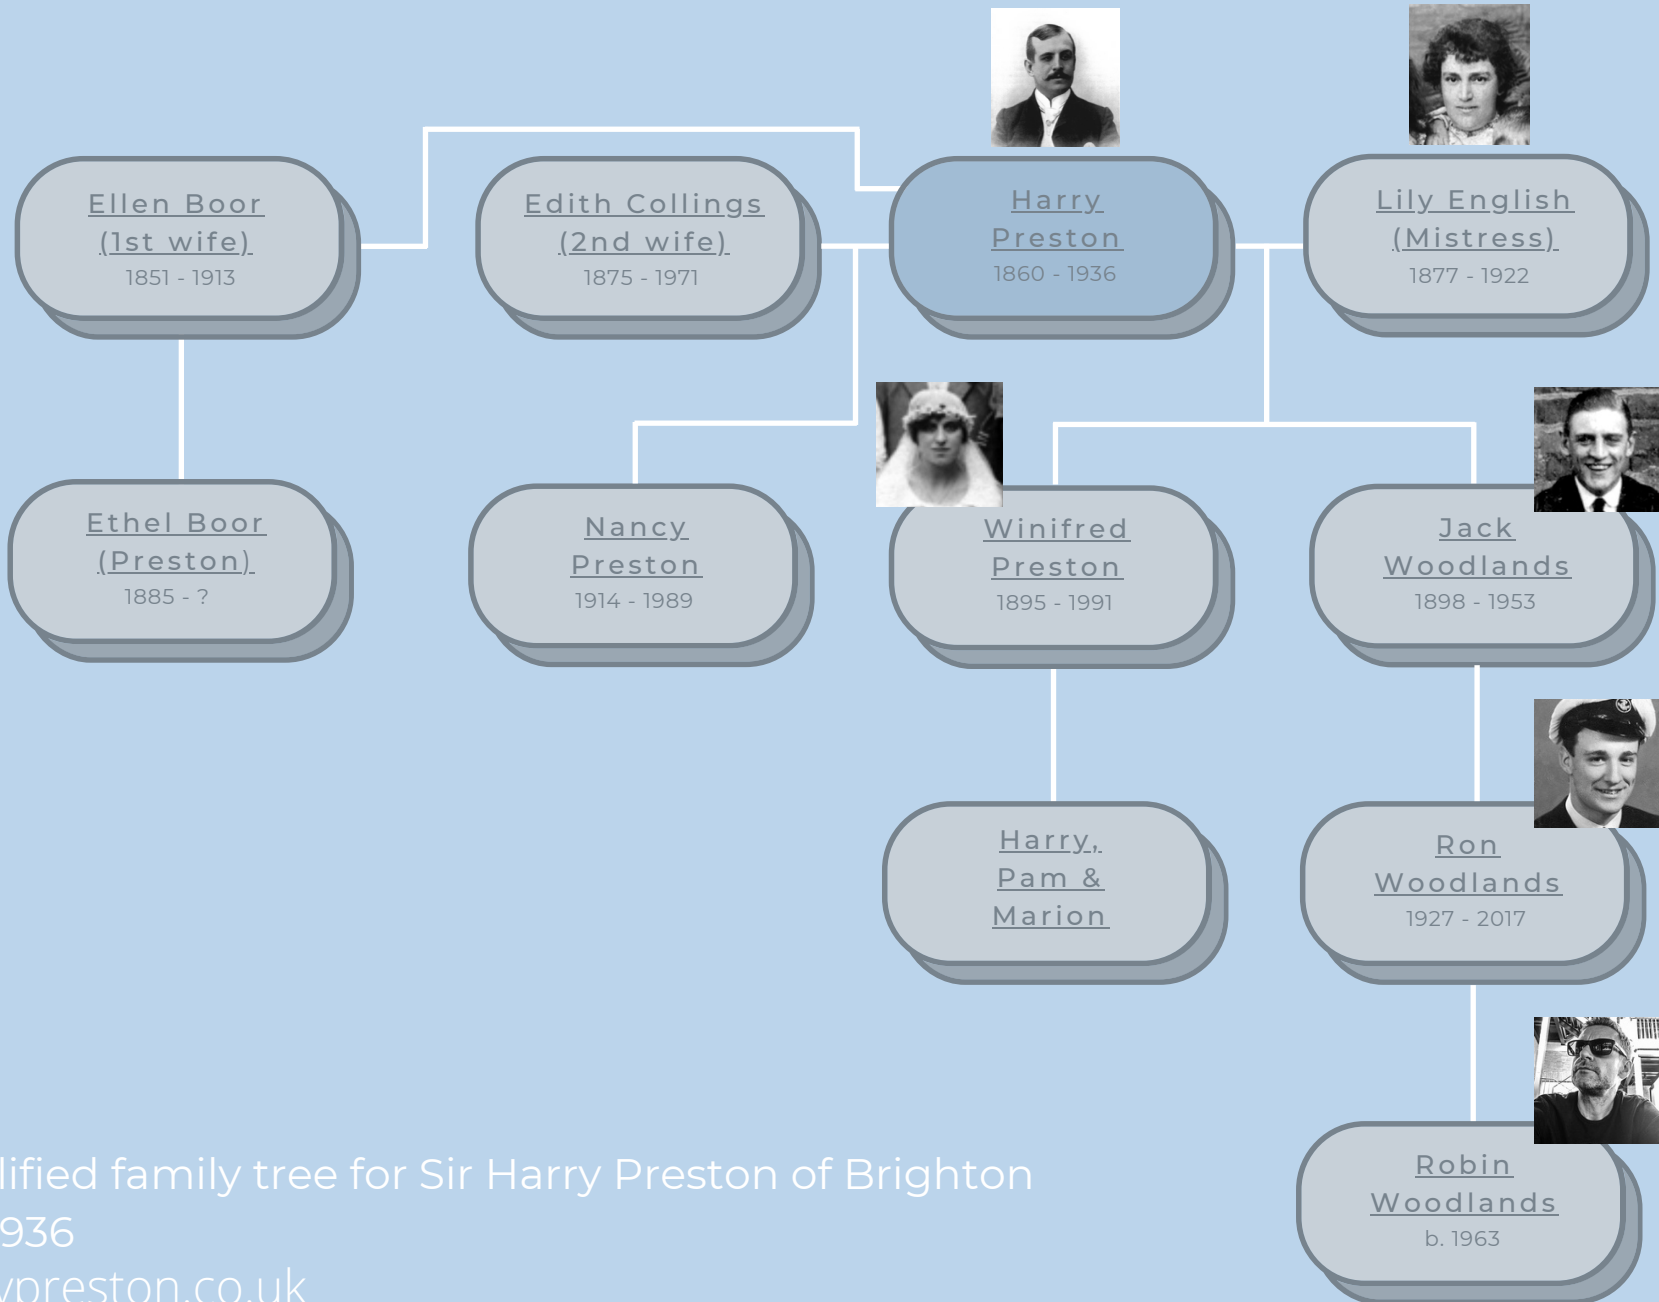 Ellen Boor
(1st wife)
1851 - 1913
Edith Collings
(2nd wife)
1875 - 1971
Harry
Preston
1860 - 1936
Lily English
(Mistress)
1877 - 1922
Ethel Boor
(Preston)
1885 - ?
Nancy
Preston
1914 - 1989
Winifred
Preston
1895 - 1991
Jack
Woodlands
1898 - 1953
Harry,
Pam &
Marion
Ron
Woodlands
1927 - 2017
Robin
Woodlands
b. 1963
lified family tree for Sir Harry Preston of Brighton
936
ypreston.co.uk